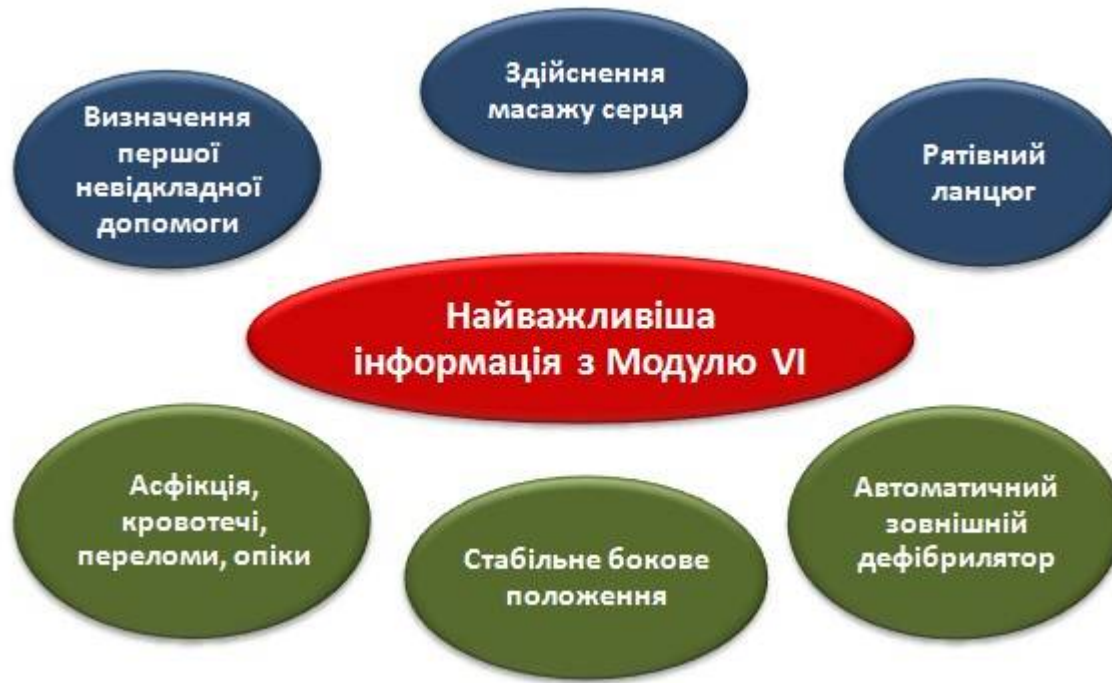 Здійснення
масажу серця
Визначення
першої
невідкладної
допомоги
Рятівний
ланцюг
Найважливіша
інформація з Модулю VI
Асфікція,
кровотечі,
переломи, опіки
Стабільне бокове
положення
Автоматичний
зовнішній
дефібрилятор